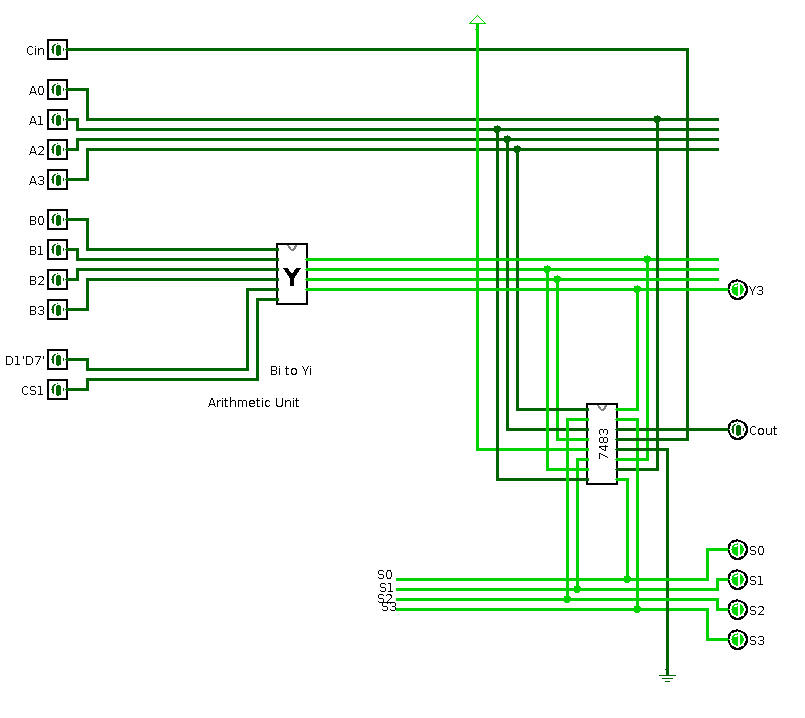 Cin
A0
A1
A2
A3
B0
B1
B2
B3
Y
Y3
D1'D7'
CS1
Bi to Yi
Arithmetic Unit
7483
Cout
S0
S1
S2
S3
S0
S1
S2
S3